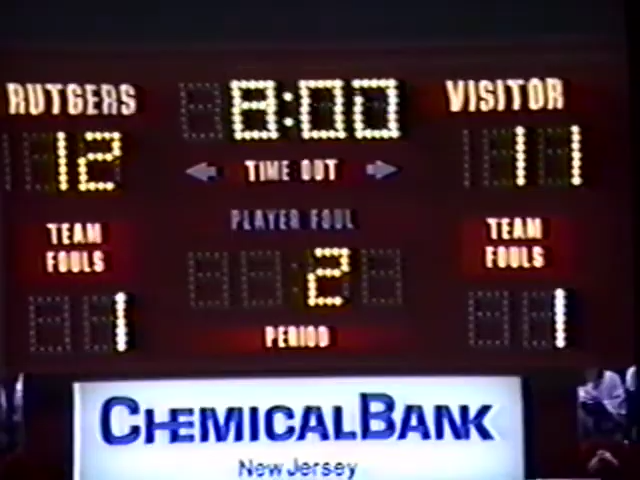 RUTGERS 8:00 VISITOR
12 TIME OUT 11
PLAYER FOUL
TEAM FOULS 2 TEAM FOULS
1 PERIOD 1
CHEMICALBANK
New Jersey